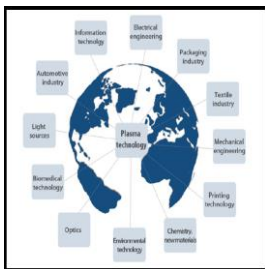 Electrical
engineering
Information
technology
Packaging
industry
Automotive
industry
Textile
industry
Light
sources
Plasma
technology
Mechanical
engineering
Biomedical
technology
Printing
technology
Optics
Environmental
technology
Chemistry,
new materials